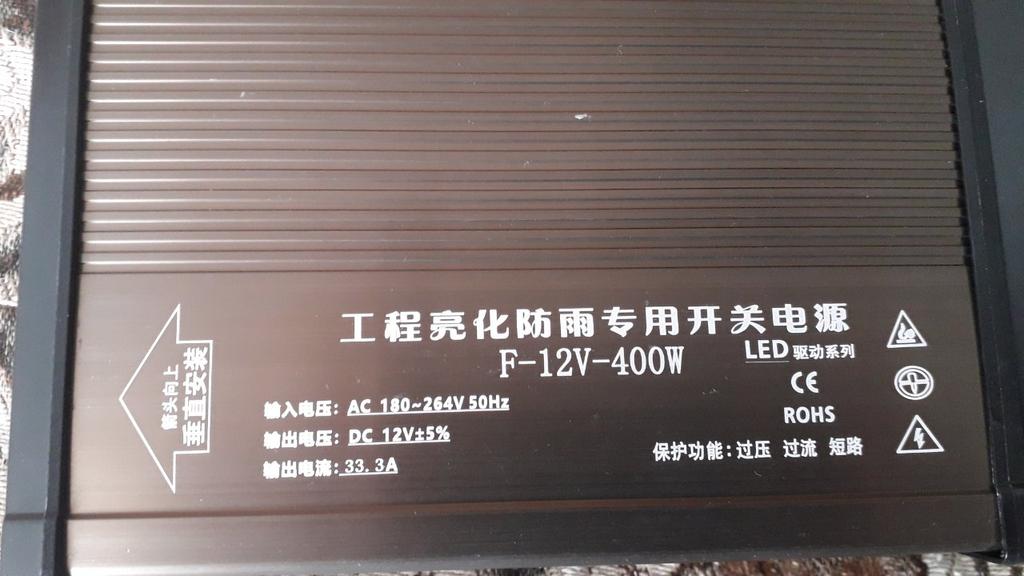 工程亮化防雨专用开关电源
F-12V-400W
LED 驱动系列
CE
ROHS
输入电压: AC 180~264V 50Hz
输出电压: DC 12V±5%
输出电流: 33.3A
保护功能: 过压 过流 短路
箭头向上
垂直安装